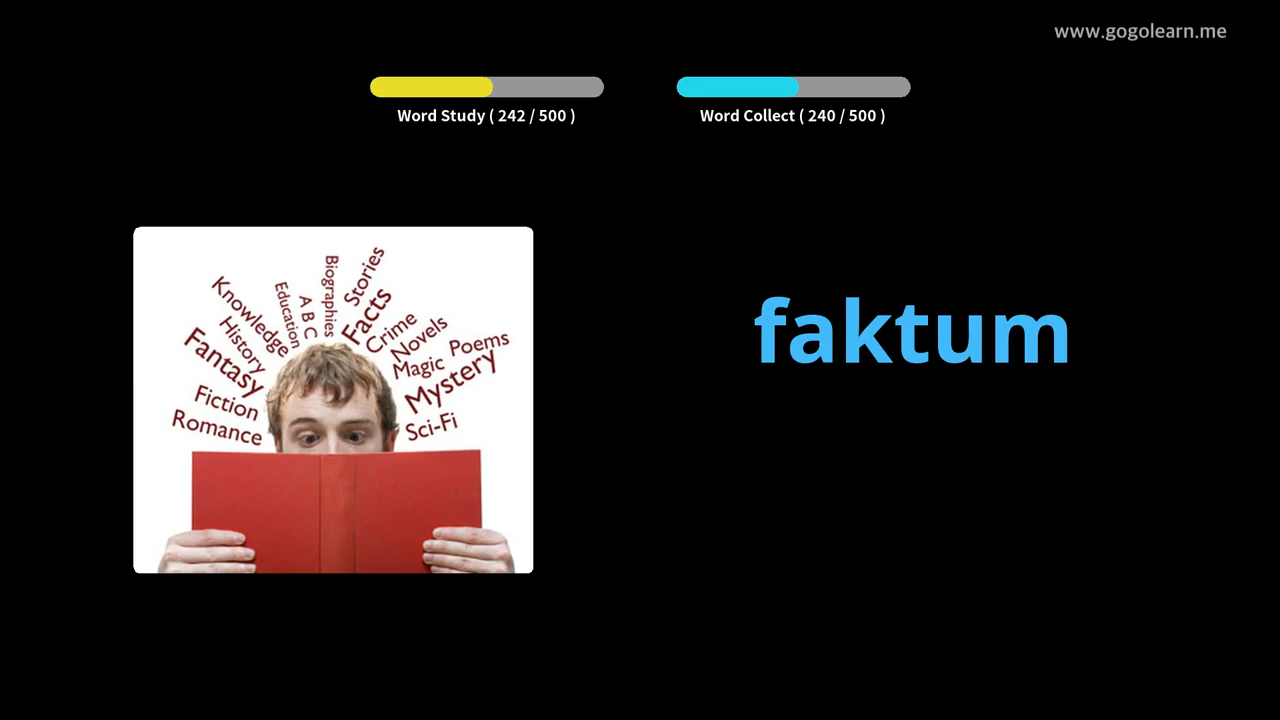 www.gogolearn.me
Word Study ( 242 / 500 )
Word Collect ( 240 / 500 )
Knowledge
Education
A B C
Biographies
Stories
Facts
Crime
Novels
Poems
History
Fantasy
Magic
Mystery
Fiction
Romance
Sci-Fi
faktum